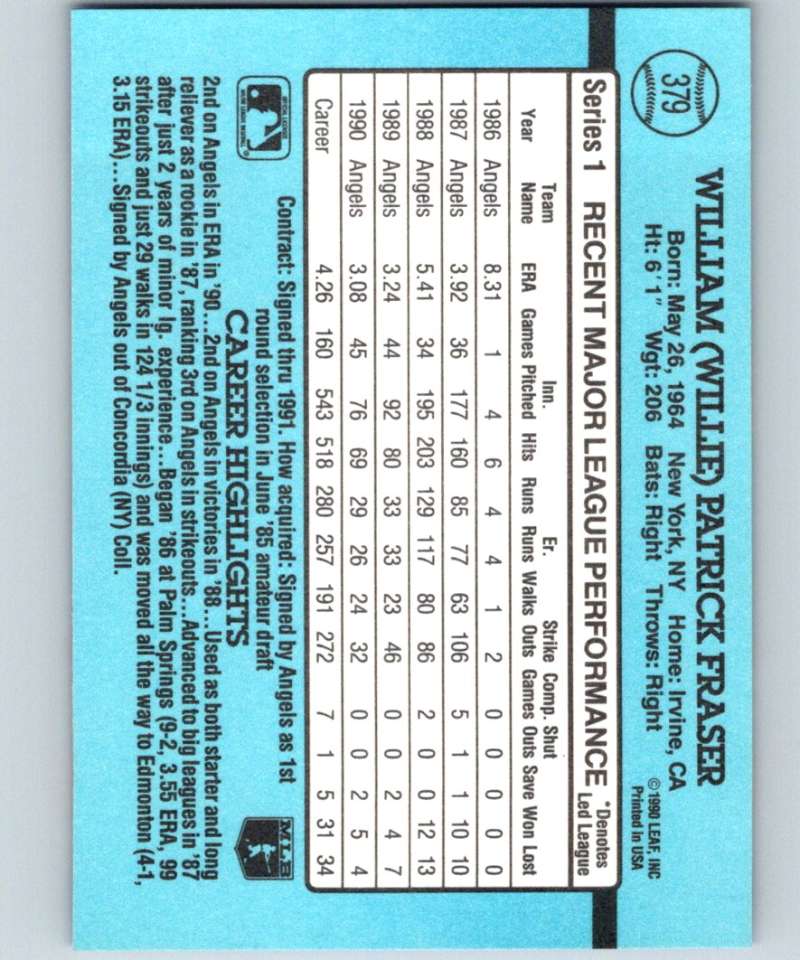 379
WILLIAM (WILLIE) PATRICK FRASER
Born: May 26, 1964 New York, NY Home: Irvine, CA
Ht: 6'1" Wgt: 206 Bats: Right Throws: Right
©1990 LEAF, INC
Printed in USA
Series 1 RECENT MAJOR LEAGUE PERFORMANCE *Denotes Led League
Team Inn. Er. Strike Comp. Shut
Year Name ERA Games Pitched Hits Runs Runs Walks Outs Games Outs Save Won Lost
1986 Angels 8.31 1 4 6 4 4 1 2 0 0 0 0 0
1987 Angels 3.92 36 177 160 85 77 63 106 5 1 1 10 10
1988 Angels 5.41 34 195 203 129 117 80 86 2 0 0 12 13
1989 Angels 3.24 44 92 80 33 33 23 46 0 0 2 4 7
1990 Angels 3.08 45 76 69 29 26 24 32 0 0 2 5 4
Career 4.26 160 543 518 280 257 191 272 7 1 5 31 34
Contract: Signed thru 1991. How acquired: Signed by Angels as 1st
round selection in June '85 amateur draft
MLB
CAREER HIGHLIGHTS
2nd on Angels in ERA in '90...2nd on Angels in victories in '88...Used as both starter and long
reliever as a rookie in '87, ranking 3rd on Angels in strikeouts...Advanced to big leagues in '87
after just 2 years of minor lg. experience... Began '86 at Palm Springs (9-2, 3.55 ERA, 99
strikeouts and just 29 walks in 124 1/3 innings) and was moved all the way to Edmonton (4-1,
3.15 ERA)...Signed by Angels out of Concordia (NY) Coll.